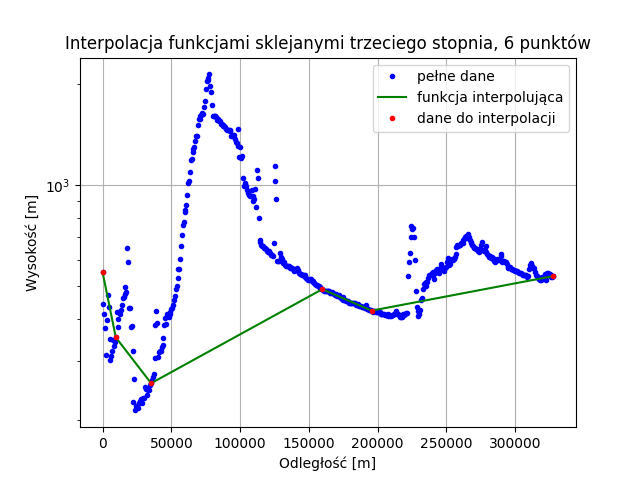 Interpolacja funkcjami sklejanymi trzeciego stopnia, 6 punktów
pełne dane
funkcja interpolująca
dane do interpolacji
10³
Wysokość [m]
0 50000 100000 150000 200000 250000 300000
Odległość [m]